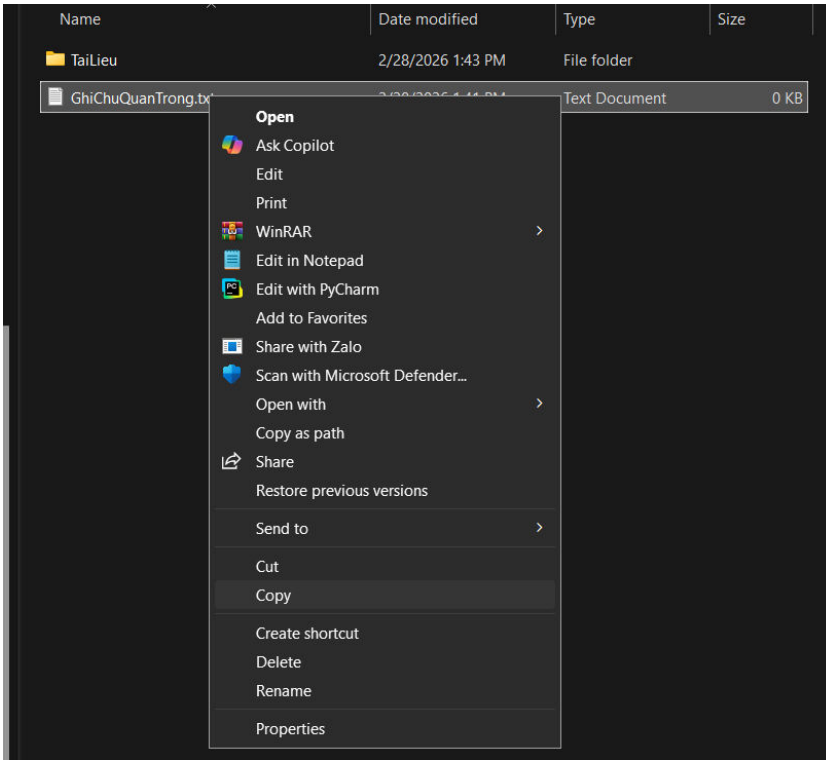 Name Date modified Type Size
TaiLieu 2/28/2026 1:43 PM File folder
GhiChuQuanTrong.txt Text Document 0 KB
Open
Ask Copilot
Edit
Print
WinRAR
Edit in Notepad
PC
Edit with PyCharm
Add to Favorites
Share with Zalo
Scan with Microsoft Defender...
Open with
Copy as path
Share
Restore previous versions
Send to
Cut
Copy
Create shortcut
Delete
Rename
Properties